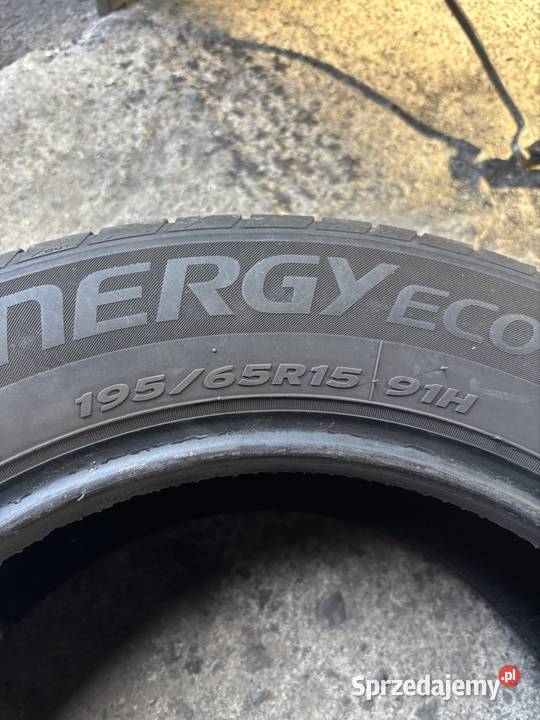 NERGY ECO
195/65R15 91H
Sprzedajemy.pl